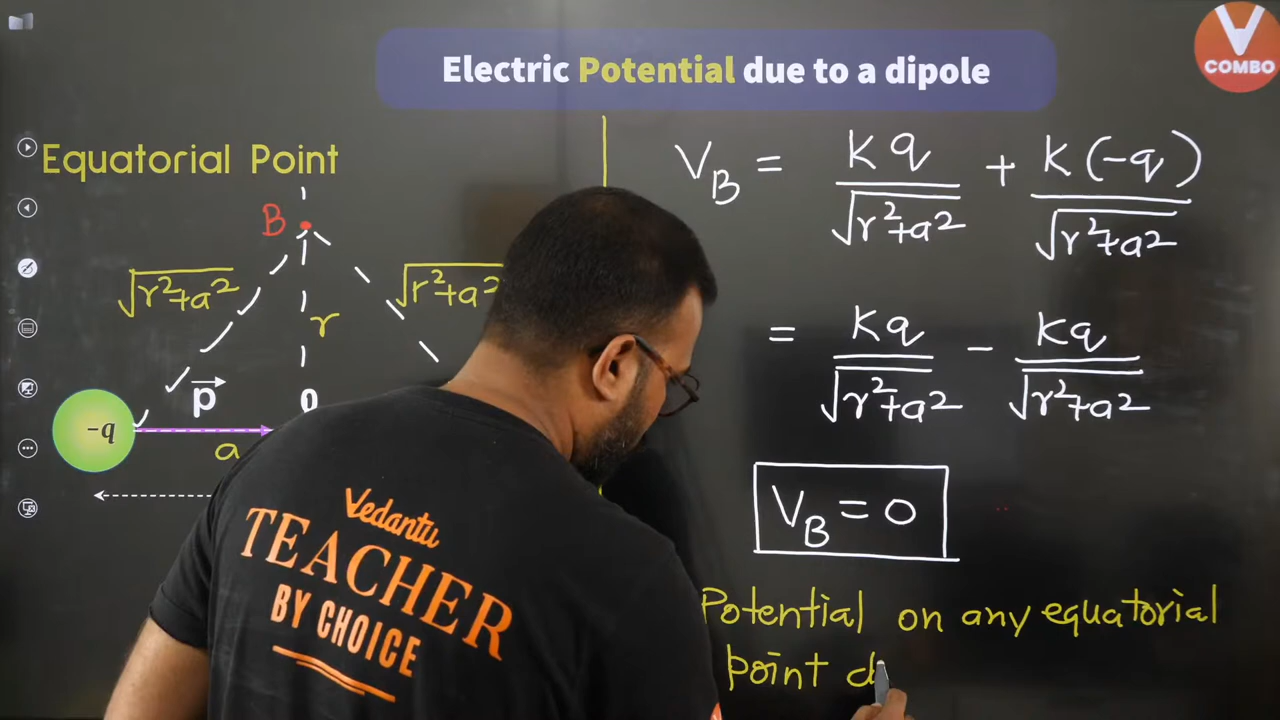 Electric Potential due to a dipole
V COMBO
Equatorial Point
B
√r²+a²
√r²+a²
r
p
O
-q
a
V_B = Kq/√r²+a² + K(-q)/√r²+a²
= Kq/√r²+a² - Kq/√r²+a²
V_B = 0
Potential on any equatorial
point d
Vedantu
TEACHER
BY CHOICE